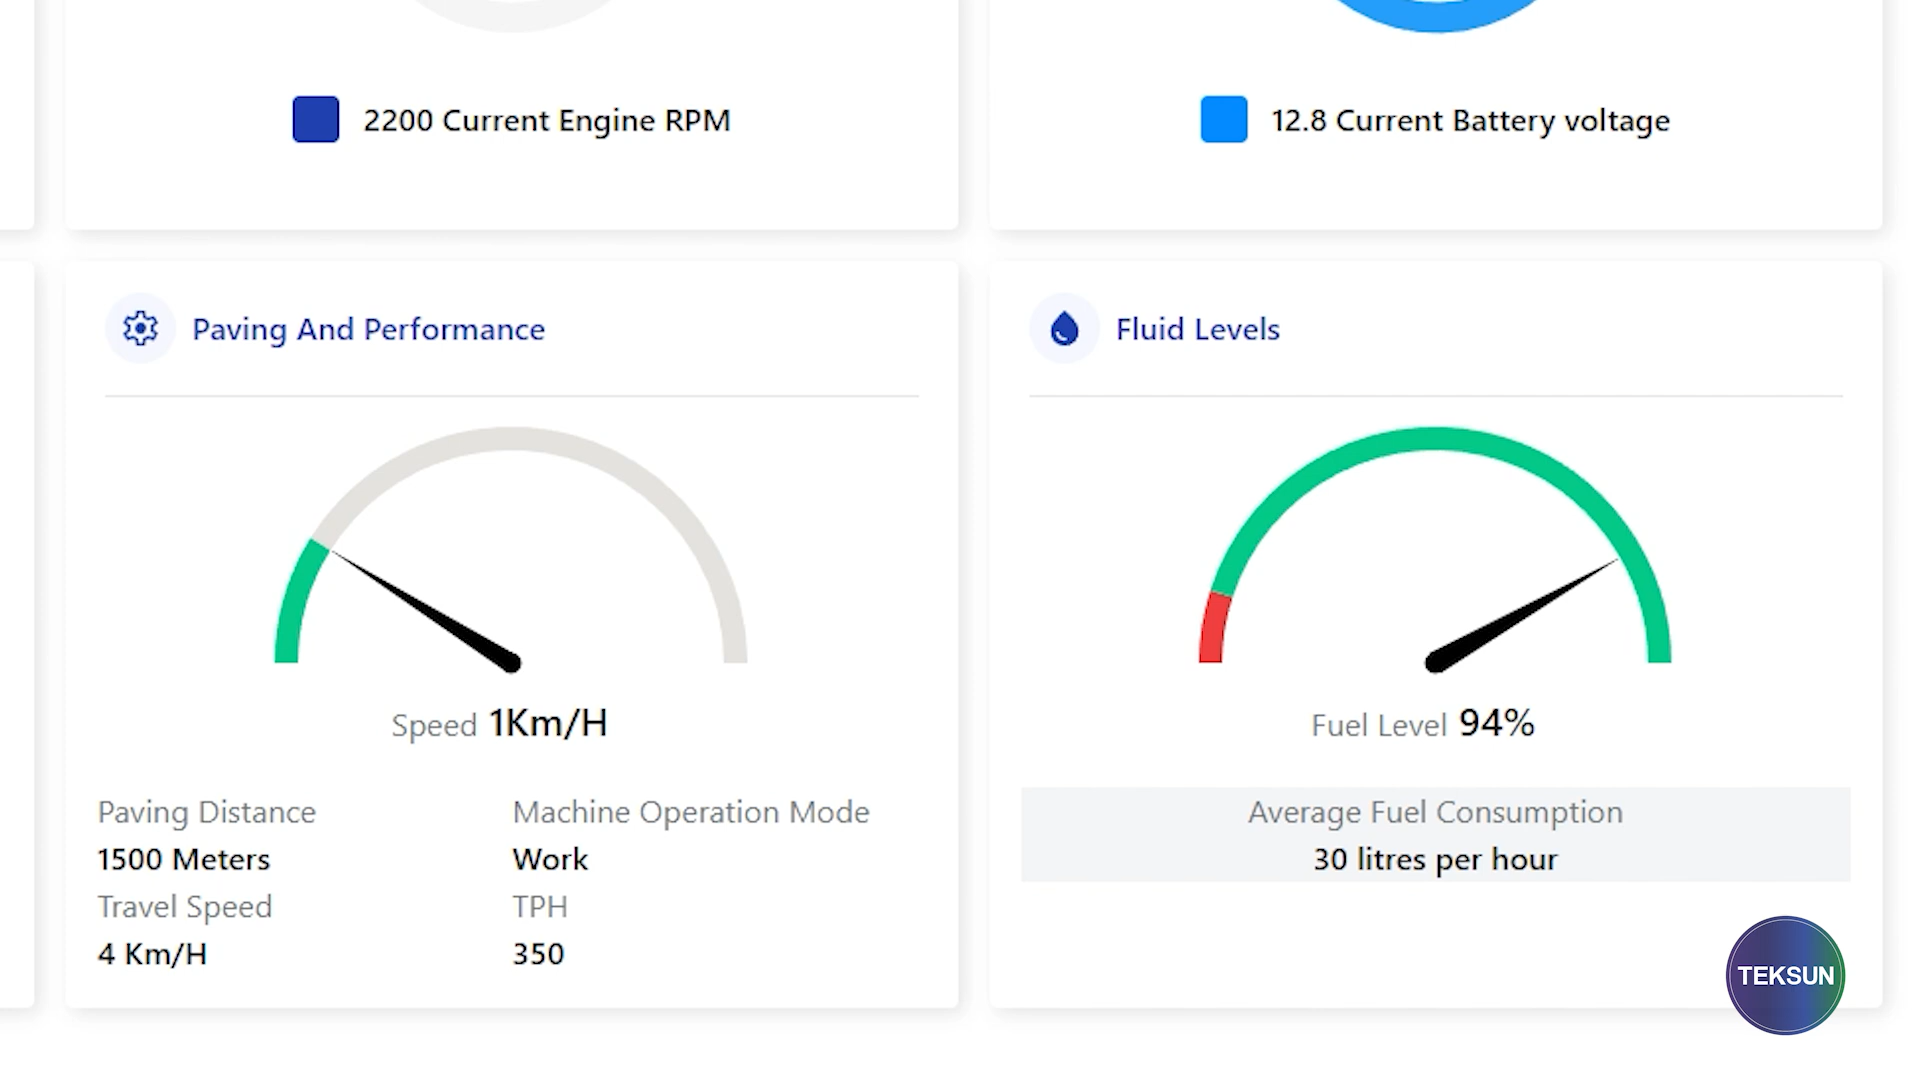 2200 Current Engine RPM
12.8 Current Battery voltage
Paving And Performance
Speed 1Km/H
Paving Distance
1500 Meters
Machine Operation Mode
Work
Travel Speed
4 Km/H
TPH
350
Fluid Levels
Fuel Level 94%
Average Fuel Consumption
30 litres per hour
TEKSUN